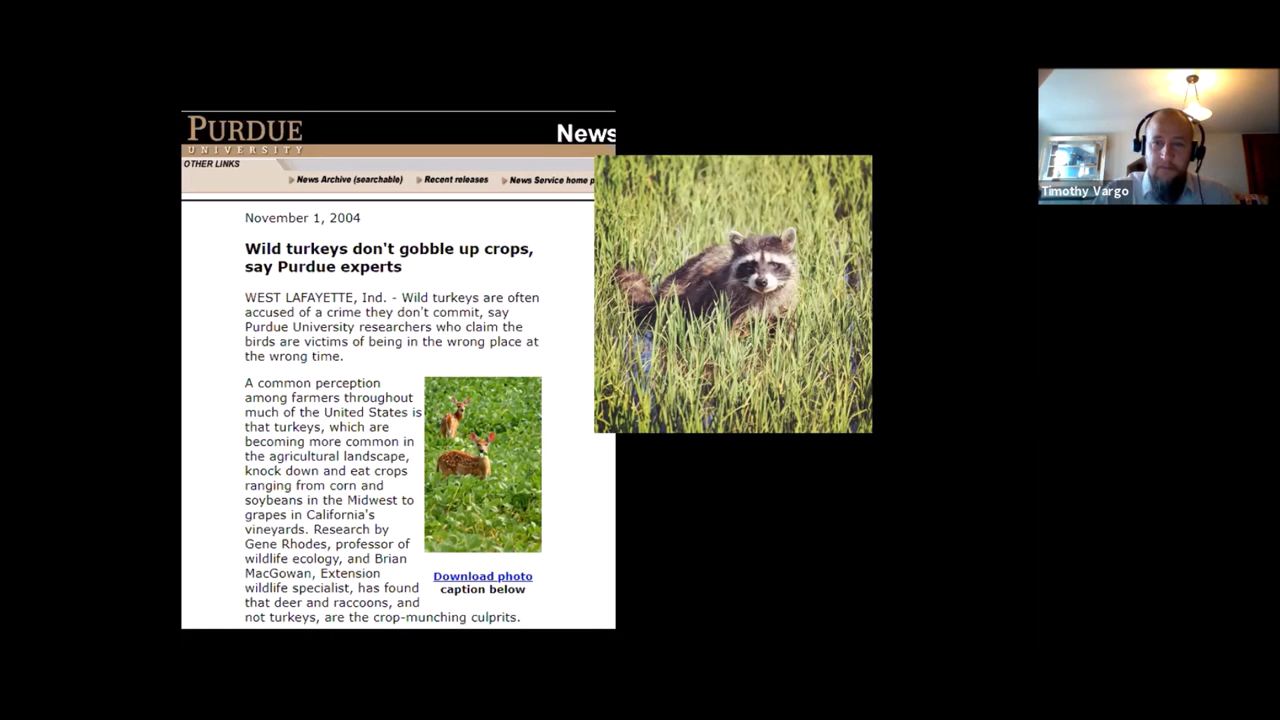 PURDUE
UNIVERSITY
News
OTHER LINKS
News Archive (searchable)
Recent releases
News Service home p
November 1, 2004
Wild turkeys don't gobble up crops,
say Purdue experts
WEST LAFAYETTE, Ind. - Wild turkeys are often
accused of a crime they don't commit, say
Purdue University researchers who claim the
birds are victims of being in the wrong place at
the wrong time.
A common perception
among farmers throughout
much of the United States is
that turkeys, which are
becoming more common in
the agricultural landscape,
knock down and eat crops
ranging from corn and
soybeans in the Midwest to
grapes in California's
vineyards. Research by
Gene Rhodes, professor of
wildlife ecology, and Brian
MacGowan, Extension
wildlife specialist, has found
that deer and raccoons, and
not turkeys, are the crop-munching culprits.
Download photo
caption below
Timothy Vargo